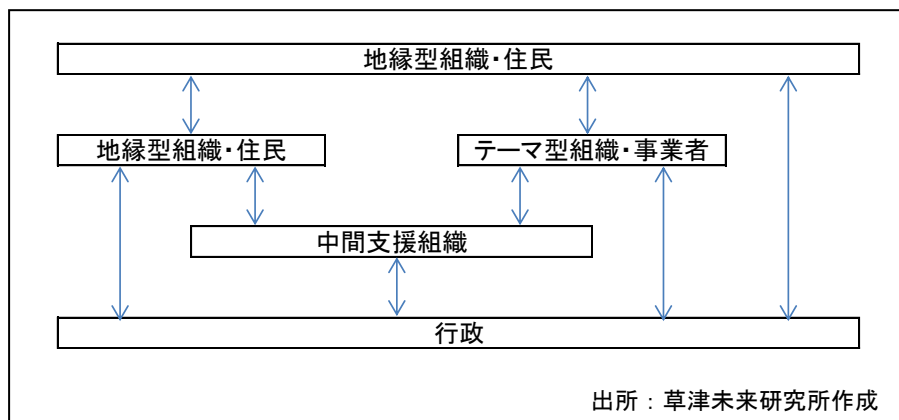 地縁型組織・住民
地縁型組織・住民
テーマ型組織・事業者
中間支援組織
行政
出所：草津未来研究所作成